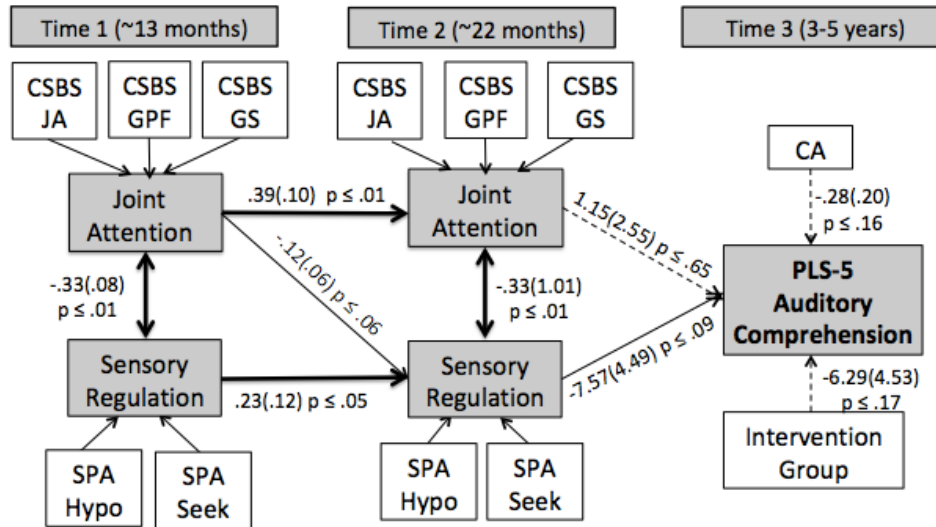 Time 1 (~13 months)
Time 2 (~22 months)
Time 3 (3-5 years)
CSBS
JA
CSBS
GPF
CSBS
GS
CSBS
JA
CSBS
GPF
CSBS
GS
CA
Joint
Attention
.39(.10) p ≤ .01
Joint
Attention
1.15(2.55) p ≤ .65
-.28(.20)
p ≤ .16
-.12(.06) p ≤ .06
-.33(.08)
p ≤ .01
-.33(1.01)
p ≤ .01
PLS-5
Auditory
Comprehension
Sensory
Regulation
.23(.12) p ≤ .05
Sensory
Regulation
-7.57(4.49) p ≤ .09
-6.29(4.53)
p ≤ .17
SPA
Hypo
SPA
Seek
SPA
Hypo
SPA
Seek
Intervention
Group